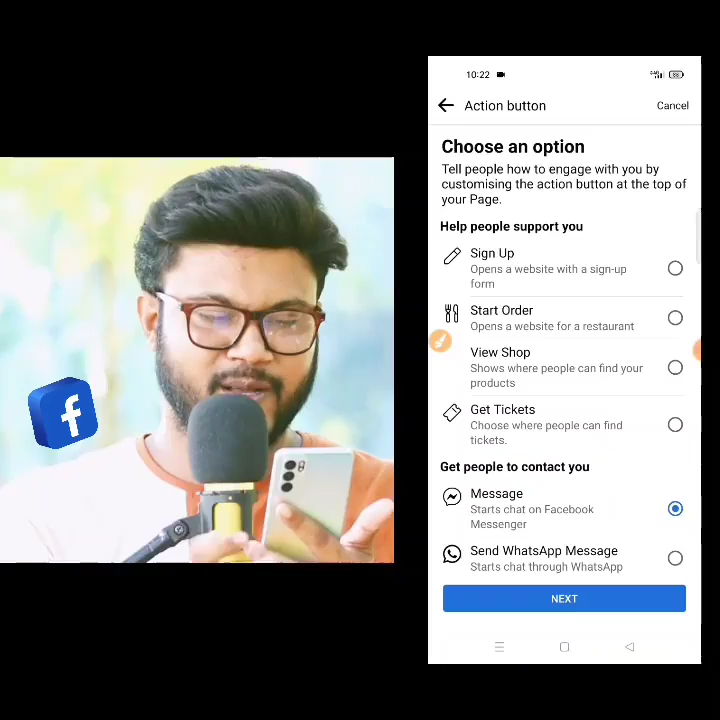 10:22
Action button
Cancel
Choose an option
Tell people how to engage with you by
customising the action button at the top of
your Page.
Help people support you
Sign Up
Opens a website with a sign-up
form
Start Order
Opens a website for a restaurant
View Shop
Shows where people can find your
products
Get Tickets
Choose where people can find
tickets.
Get people to contact you
Message
Starts chat on Facebook
Messenger
Send WhatsApp Message
Starts chat through WhatsApp
NEXT